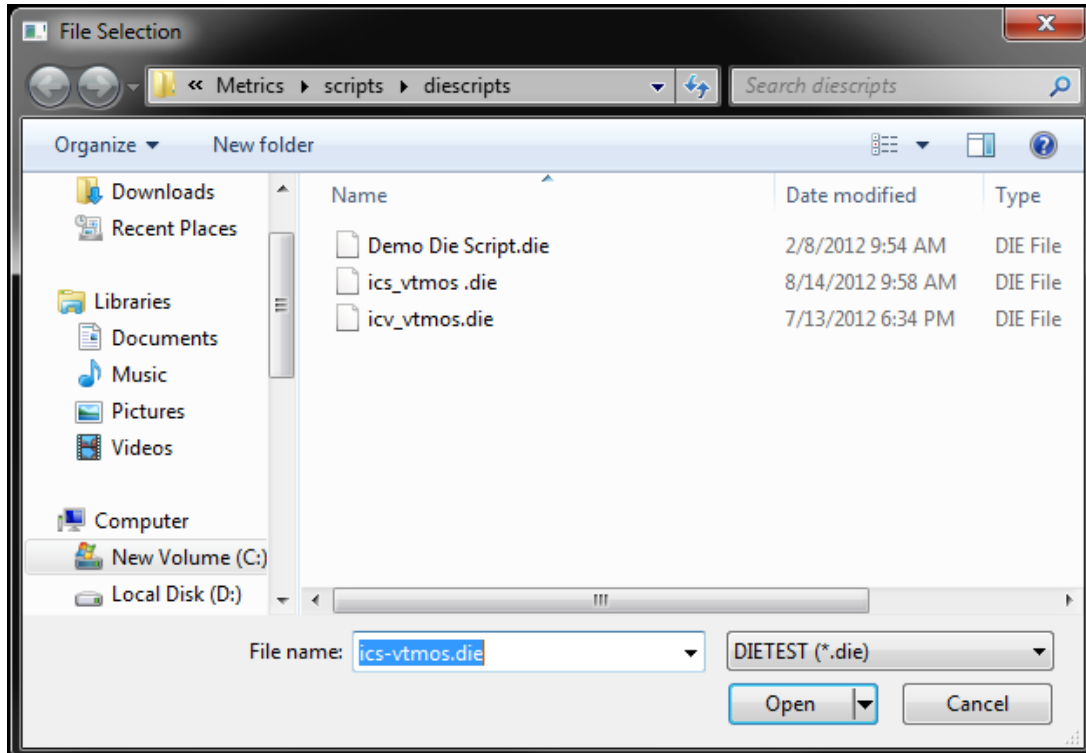 File Selection
« Metrics ▸ scripts ▸ diescripts
Search diescripts
Organize ▾ New folder
Downloads
Recent Places
Libraries
Documents
Music
Pictures
Videos
Computer
New Volume (C:)
Local Disk (D:)
Name Date modified Type
Demo Die Script.die 2/8/2012 9:54 AM DIE File
ics_vtmos .die 8/14/2012 9:58 AM DIE File
icv_vtmos.die 7/13/2012 6:34 PM DIE File
File name: ics-vtmos.die DIETEST (*.die)
Open Cancel